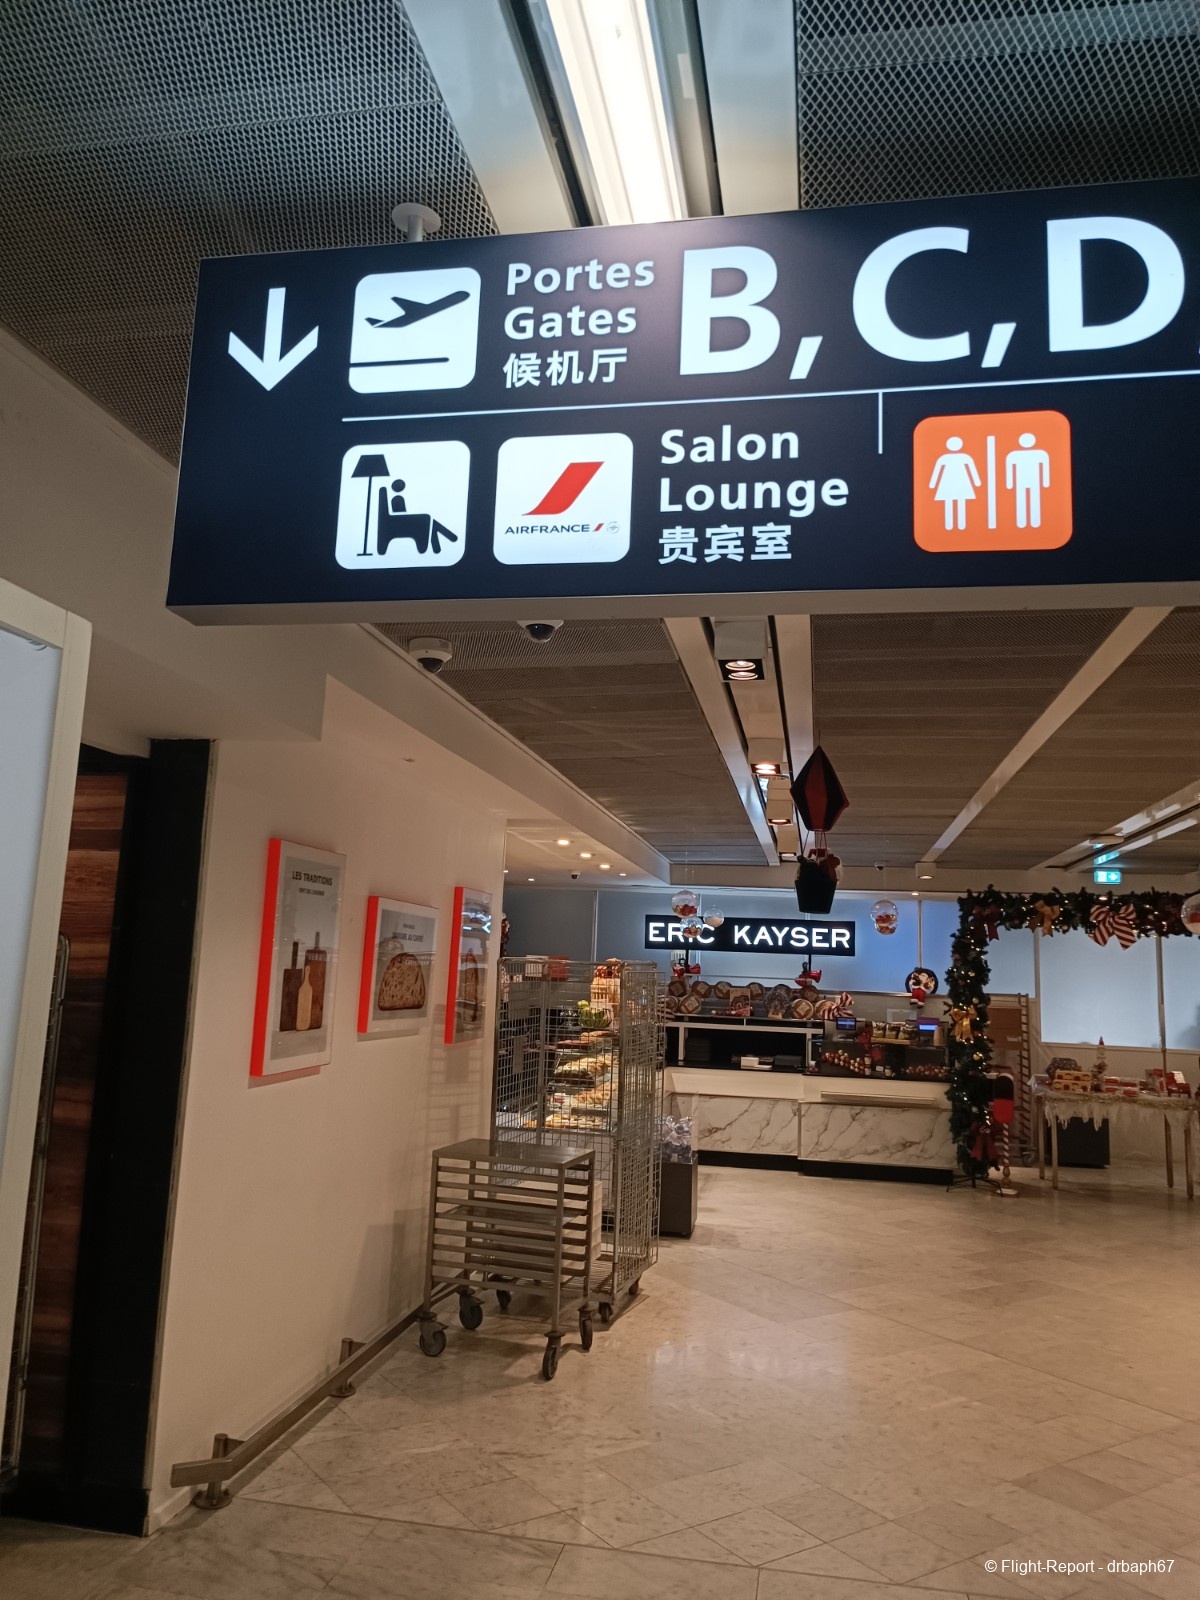 Portes
Gates
候机厅
B, C, D
AIRFRANCE
Salon
Lounge
贵宾室
LES TRADITIONS
ERIC KAYSER
© Flight-Report - drbaph67